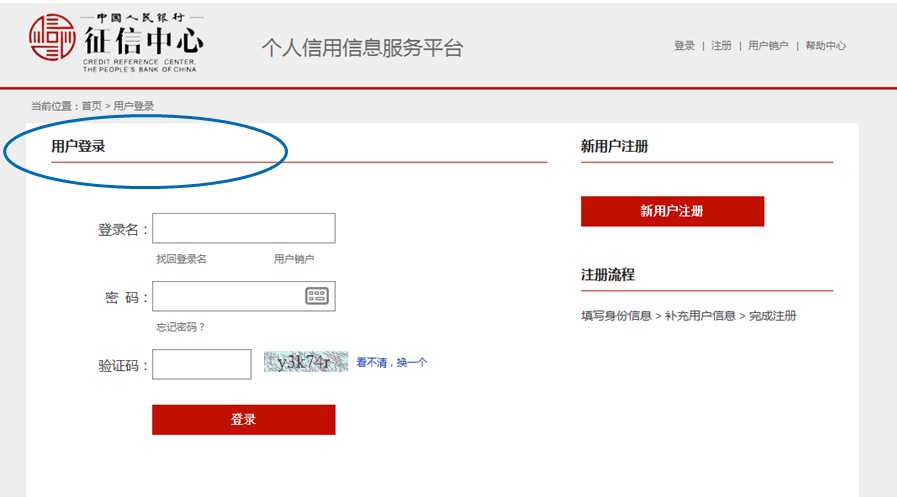 中国人民银行
征信中心
CREDIT REFERENCE CENTER,
THE PEOPLE'S BANK OF CHINA
个人信用信息服务平台
登录 | 注册 | 用户销户 | 帮助中心
当前位置：首页 > 用户登录
用户登录
登录名：
找回登录名 用户销户
密 码：
忘记密码？
验证码：
y3k74r 看不清，换一个
登录
新用户注册
新用户注册
注册流程
填写身份信息 > 补充用户信息 > 完成注册